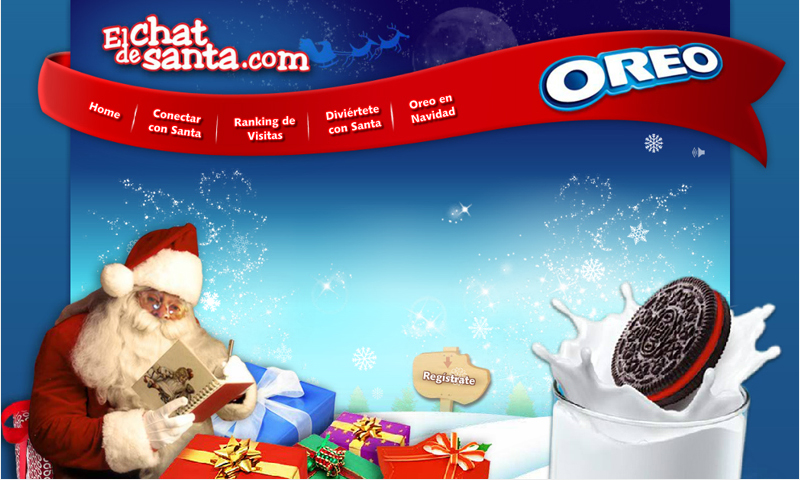 El chat
de santa.com
OREO
Home
Conectar
con Santa
Ranking de
Visitas
Diviértete
con Santa
Oreo en
Navidad
Regístrate
OREO